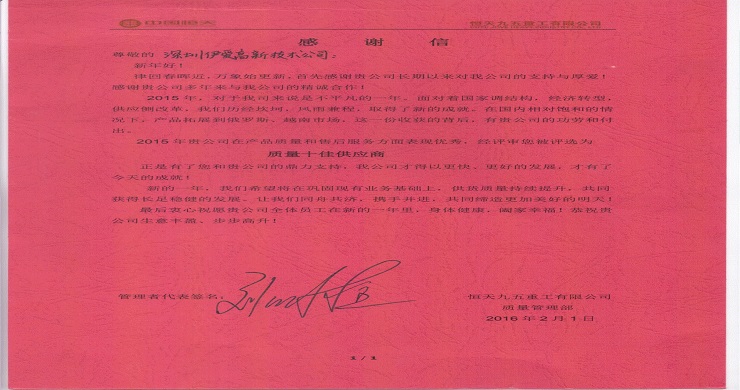 中国恒天
恒天九五重工有限公司
感谢信
尊敬的 深圳伊爱高新技术公司:
新年好!
律回春晖近,万象始更新,首先感谢贵公司长期以来对我公司的支持与厚爱!
感谢贵公司多年来与我公司的精诚合作!
2015年,对于我司来说是不平凡的一年,面对着国家调结构,经济转型,
供应侧改革,我们历经坎坷,风雨兼程,取得了新的成就,在国内相对饱和的情
况下,产品拓展到俄罗斯、越南市场,这一份收获的背后,有贵公司的功劳和付
出。
2015年贵公司在产品质量和售后服务方面表现优秀,经评审您被评选为
质量十佳供应商
正是有了您和贵公司的鼎力支持,我公司才得以更快、更好的发展,才有了
今天的成就!
新的一年,我们希望将在巩固现有业务基础上,供货质量持续提升,共同
获得长足稳健的发展,让我们同舟共济,携手并进,共同缔造更加美好的明天!
最后衷心祝愿贵公司全体员工在新的一年里,身体健康,阖家幸福!恭祝贵
公司生意丰盈、步步高升!
管理者代表签名:
恒天九五重工有限公司
质量管理部
2016年2月1日
1/1